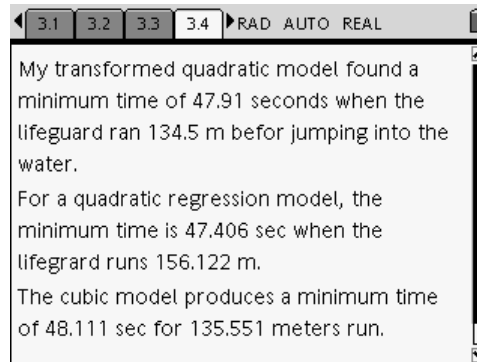 3.1 3.2 3.3 3.4 RAD AUTO REAL
My transformed quadratic model found a
minimum time of 47.91 seconds when the
lifeguard ran 134.5 m befor jumping into the
water.
For a quadratic regression model, the
minimum time is 47.406 sec when the
lifegrard runs 156.122 m.
The cubic model produces a minimum time
of 48.111 sec for 135.551 meters run.